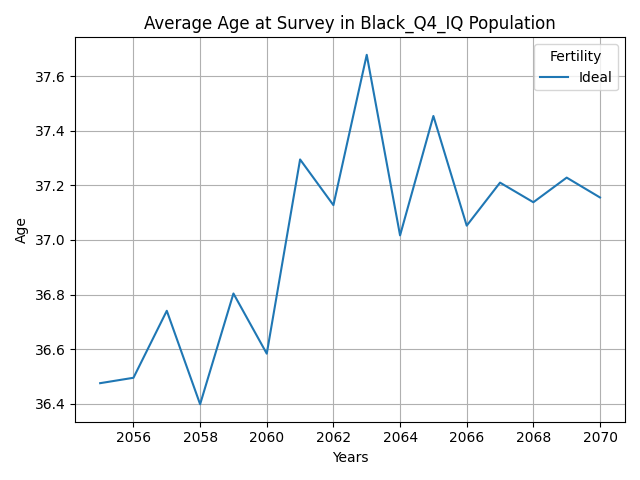 Average Age at Survey in Black_Q4_IQ Population
Fertility
Ideal
37.6
37.4
37.2
37.0
36.8
36.6
36.4
Age
2056 2058 2060 2062 2064 2066 2068 2070
Years